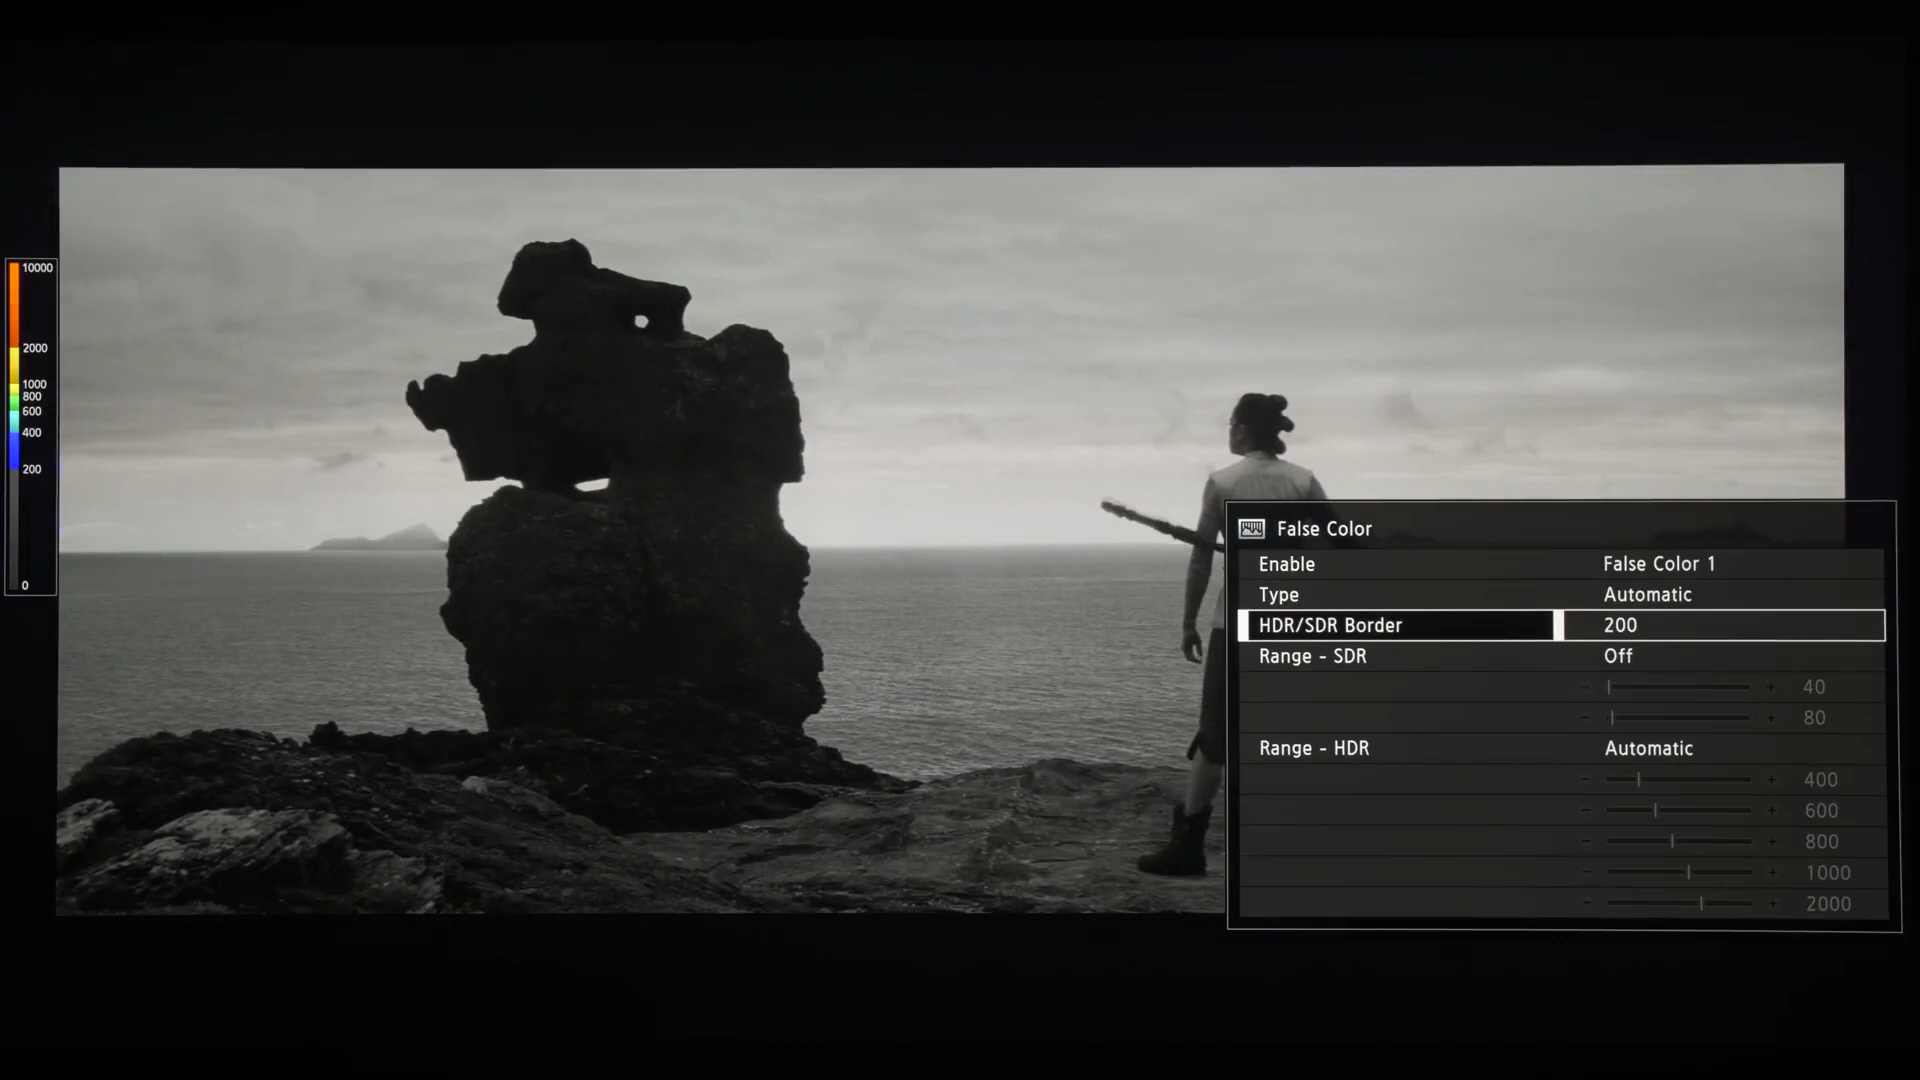 10000
2000
1000
800
600
400
200
0
False Color
Enable False Color 1
Type Automatic
HDR/SDR Border 200
Range - SDR Off
- + 40
- + 80
Range - HDR Automatic
- + 400
- + 600
- + 800
- + 1000
- + 2000